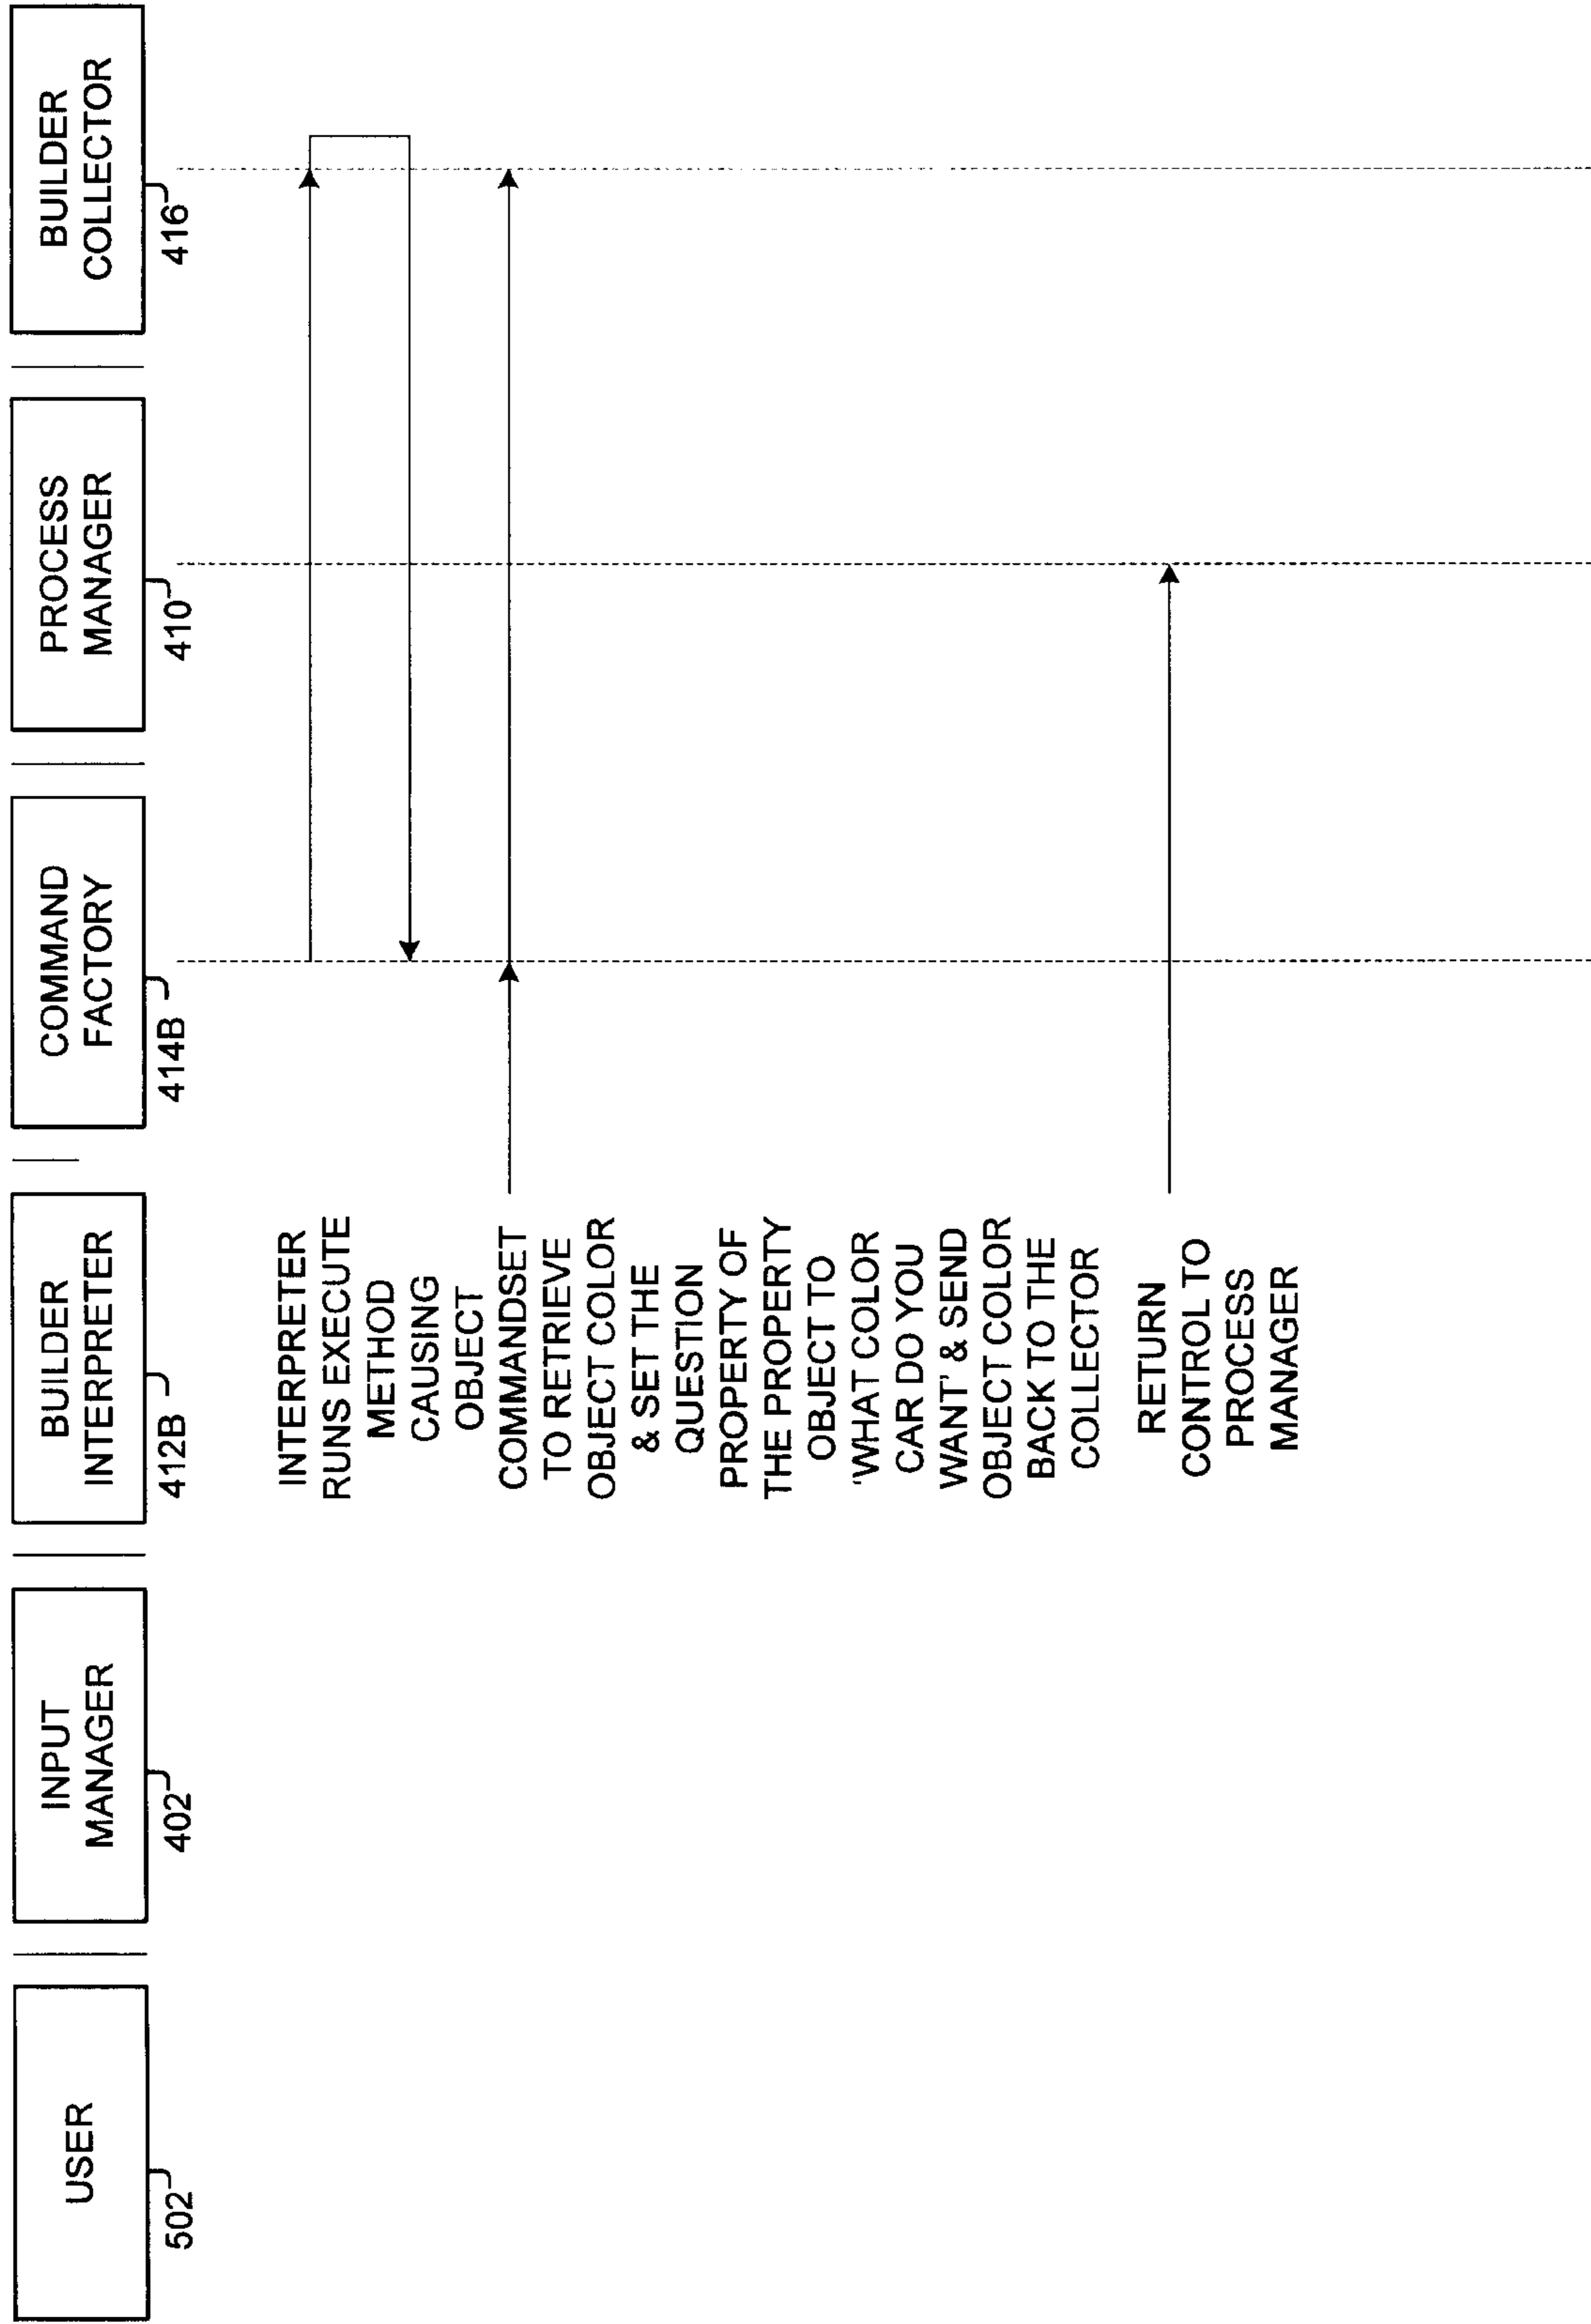 USER
502
INPUT
MANAGER
402
BUILDER
INTERPRETER
412B
COMMAND
FACTORY
414B
PROCESS
MANAGER
410
BUILDER
COLLECTOR
416
INTERPRETER
RUNS EXECUTE
METHOD
CAUSING
OBJECT
COMMANDSET
TO RETRIEVE
OBJECT COLOR
& SET THE
QUESTION
PROPERTY OF
THE PROPERTY
OBJECT TO
'WHAT COLOR
CAR DO YOU
WANT' & SEND
OBJECT COLOR
BACK TO THE
COLLECTOR
RETURN
CONTROL TO
PROCESS
MANAGER